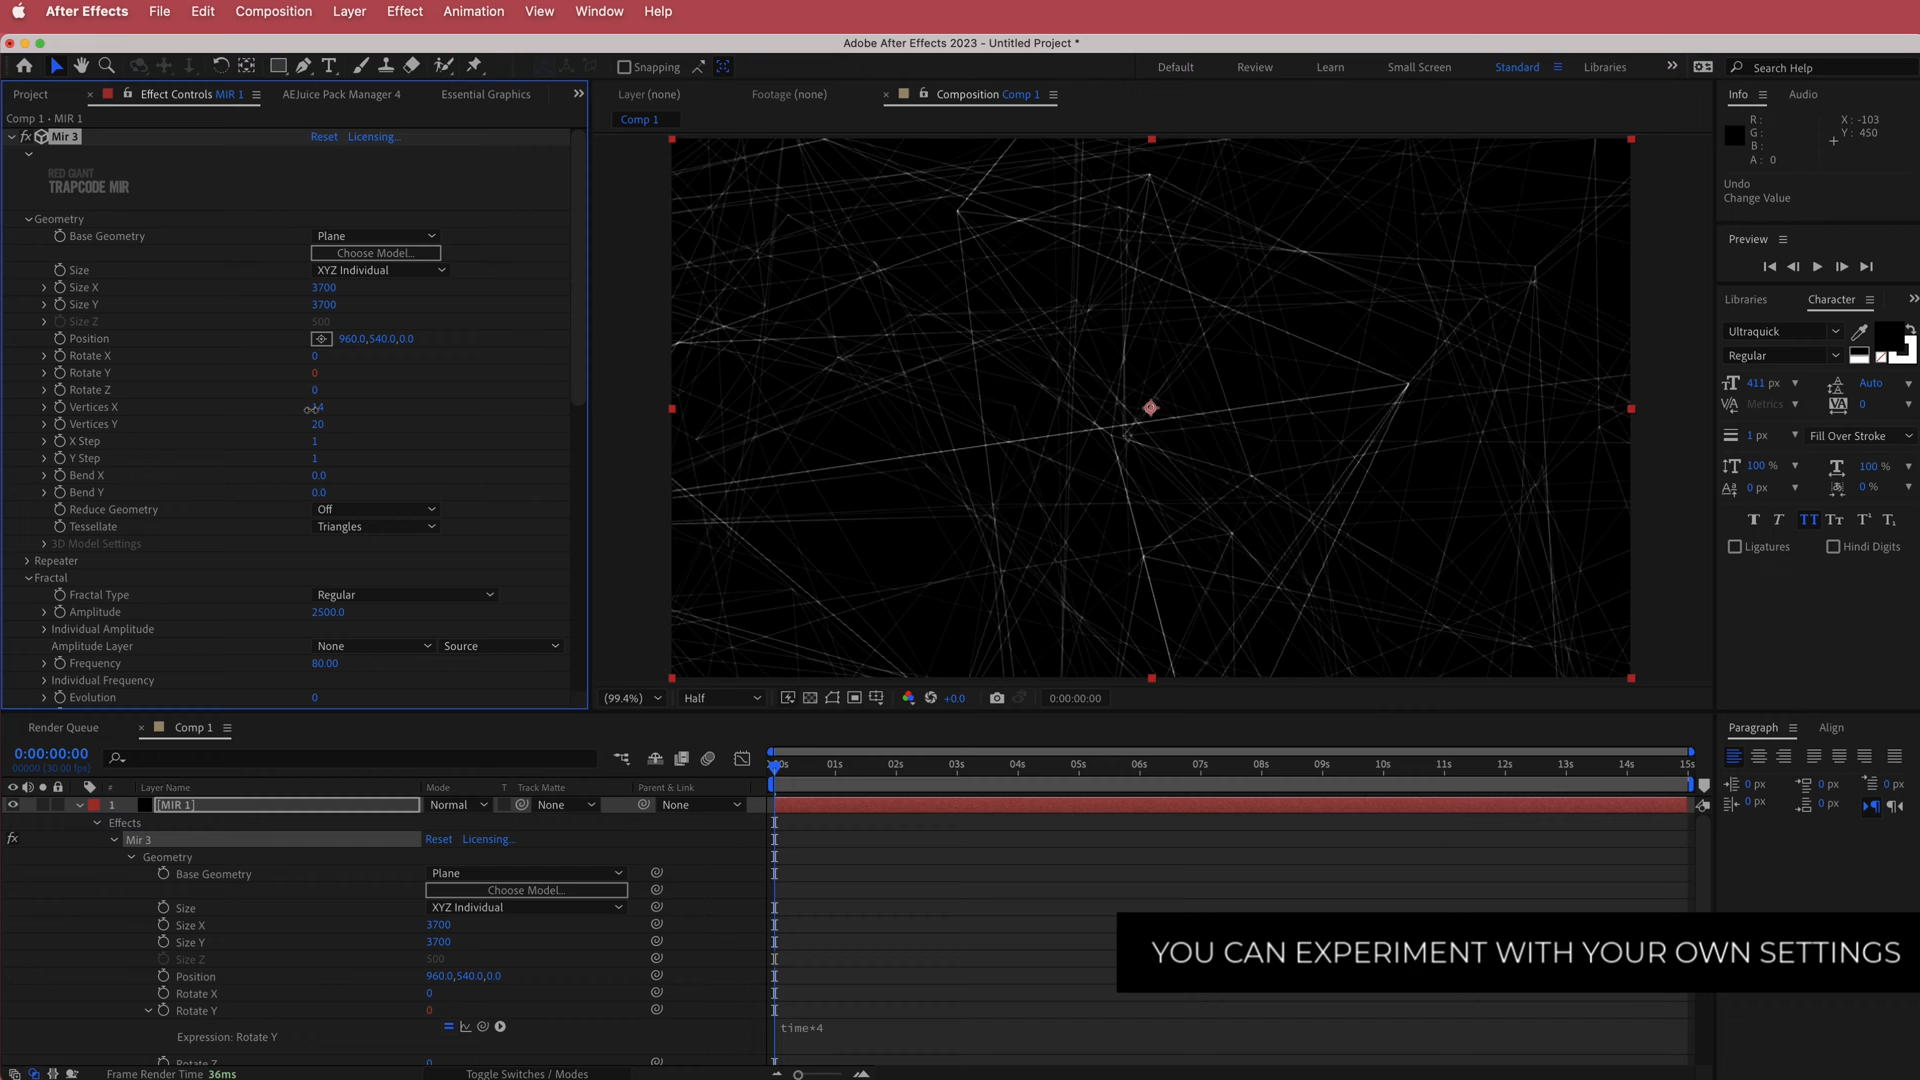 After Effects File Edit Composition Layer Effect Animation View Window Help
Adobe After Effects 2023 - Untitled Project *
Snapping Default Review Learn Small Screen Standard Libraries Search Help
Project Effect Controls MIR 1 AEJuice Pack Manager 4 Essential Graphics
Comp 1 • MIR 1
fx Mir 3 Reset Licensing...
RED GIANT
TRAPCODE MIR
Geometry
Base Geometry Plane
Choose Model...
Size XYZ Individual
Size X 3700
Size Y 3700
Size Z 500
Position 960.0,540.0,0.0
Rotate X 0
Rotate Y 0
Rotate Z 0
Vertices X
Vertices Y 20
X Step 1
Y Step 1
Bend X 0.0
Bend Y 0.0
Reduce Geometry Off
Tessellate Triangles
3D Model Settings
Repeater
Fractal
Fractal Type Regular
Amplitude 2500.0
Individual Amplitude
Amplitude Layer None Source
Frequency 80.00
Individual Frequency
Evolution 0
Layer (none) Footage (none) Composition Comp 1
Comp 1
(99.4%) Half +0.0 0:00:00:00
Info Audio
R: X: -103
G: Y: 450
B:
A: 0
Undo
Change Value
Preview
Libraries Character
Ultraquick
Regular
411 px Auto
Metrics 0
1 px Fill Over Stroke
100 % 100 %
0 px 0 %
Ligatures Hindi Digits
Render Queue Comp 1
0:00:00:00
00000 (30.00 fps)
# Layer Name Mode T Track Matte Parent & Link
1 [MIR 1] Normal None None
Effects
fx Mir 3 Reset Licensing...
Geometry
Base Geometry Plane
Choose Model...
Size XYZ Individual
Size X 3700
Size Y 3700
Size Z 500
Position 960.0,540.0,0.0
Rotate X 0
Rotate Y 0
Expression: Rotate Y time*4
Rotate Z 0
Frame Render Time 36ms Toggle Switches / Modes
01s 02s 03s 04s 05s 06s 07s 08s 09s 10s 11s 12s 13s 14s 15s
Paragraph Align
0 px 0 px 0 px
0 px 0 px
YOU CAN EXPERIMENT WITH YOUR OWN SETTINGS